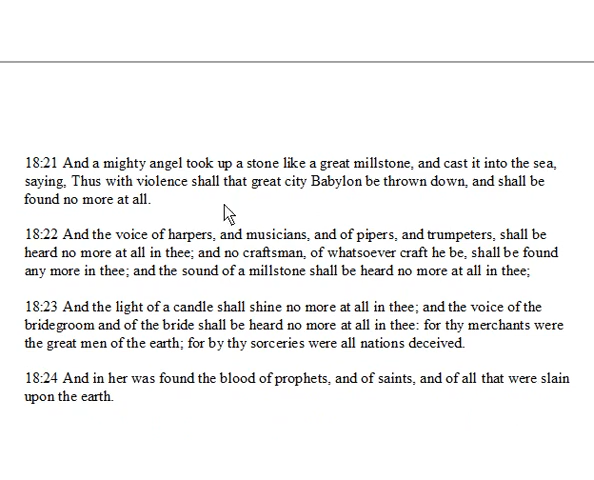 18:21 And a mighty angel took up a stone like a great millstone, and cast it into the sea,
saying, Thus with violence shall that great city Babylon be thrown down, and shall be
found no more at all.
18:22 And the voice of harpers, and musicians, and of pipers, and trumpeters, shall be
heard no more at all in thee; and no craftsman, of whatsoever craft he be, shall be found
any more in thee; and the sound of a millstone shall be heard no more at all in thee;
18:23 And the light of a candle shall shine no more at all in thee; and the voice of the
bridegroom and of the bride shall be heard no more at all in thee: for thy merchants were
the great men of the earth; for by thy sorceries were all nations deceived.
18:24 And in her was found the blood of prophets, and of saints, and of all that were slain
upon the earth.